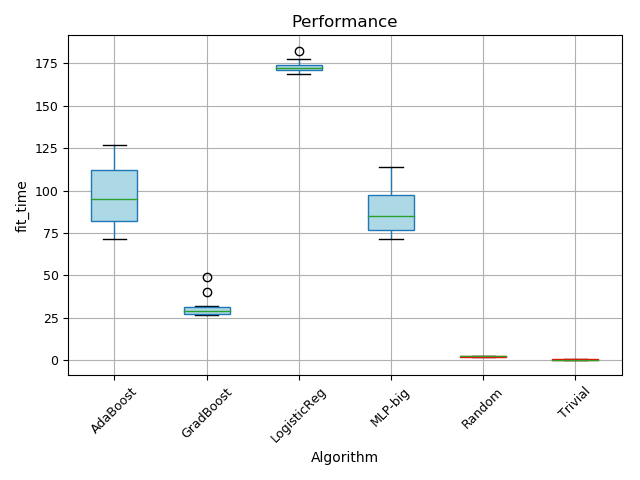 Performance
175
150
125
100
75
50
25
0
fit_time
AdaBoost
GradBoost
LogisticReg
MLP-big
Random
Trivial
Algorithm